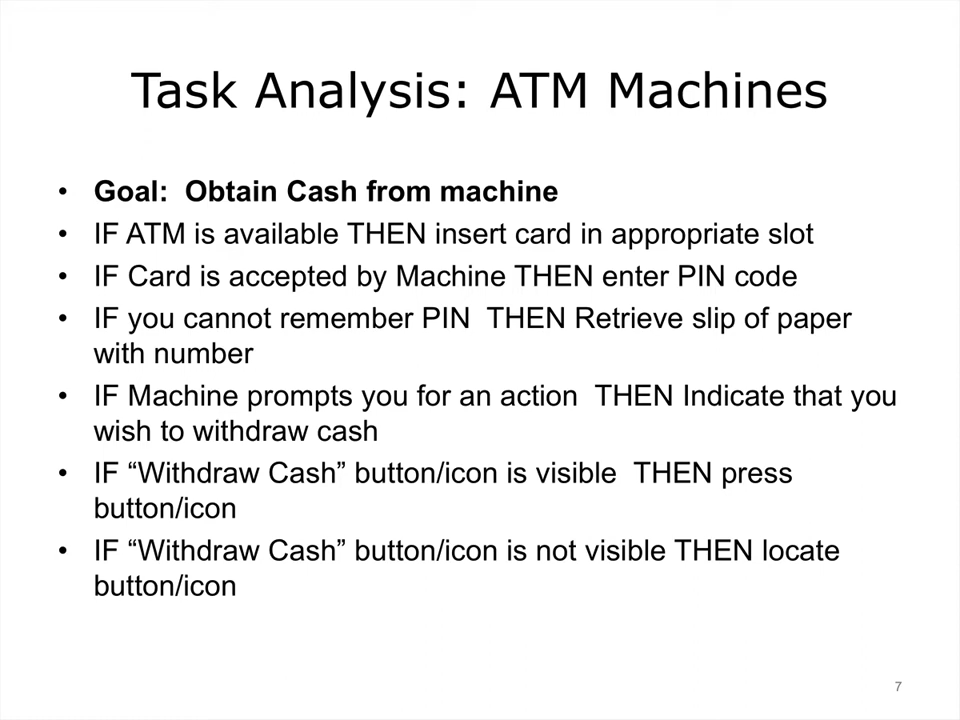 Task Analysis: ATM Machines
• Goal:  Obtain Cash from machine
• IF ATM is available THEN insert card in appropriate slot
• IF Card is accepted by Machine THEN enter PIN code
• IF you cannot remember PIN  THEN Retrieve slip of paper
with number
• IF Machine prompts you for an action  THEN Indicate that you
wish to withdraw cash
• IF “Withdraw Cash” button/icon is visible  THEN press
button/icon
• IF “Withdraw Cash” button/icon is not visible THEN locate
button/icon
7